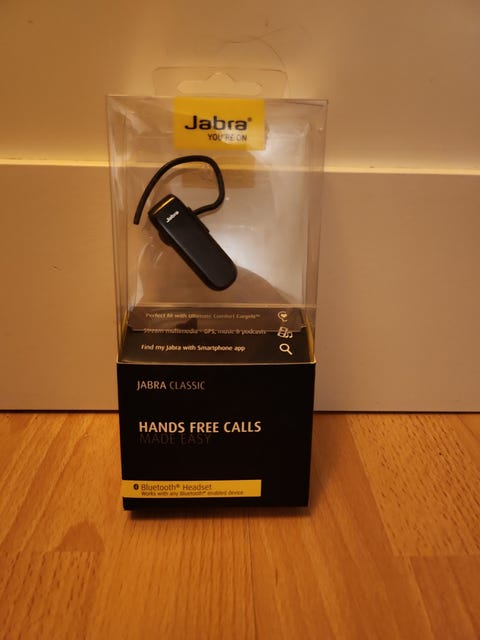 Jabra®
YOU'RE ON
Jabra
Perfect fit with Ultimate Comfort Eargels™
Stream multimedia - GPS, music & podcasts
Find my Jabra with Smartphone app
JABRA CLASSIC
HANDS FREE CALLS
MADE EASY
Bluetooth® Headset
Works with any Bluetooth® enabled device